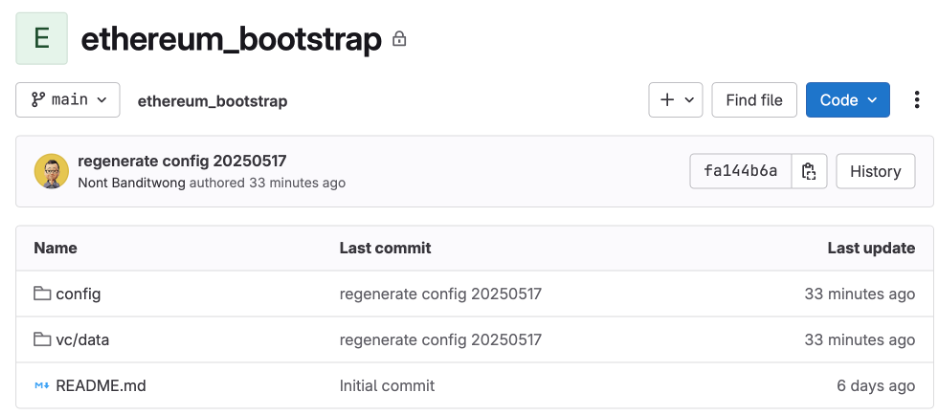 E
ethereum_bootstrap
main
ethereum_bootstrap
Find file
Code
regenerate config 20250517
Nont Banditwong authored 33 minutes ago
fa144b6a
History
Name Last commit Last update
config regenerate config 20250517 33 minutes ago
vc/data regenerate config 20250517 33 minutes ago
M↓ README.md Initial commit 6 days ago